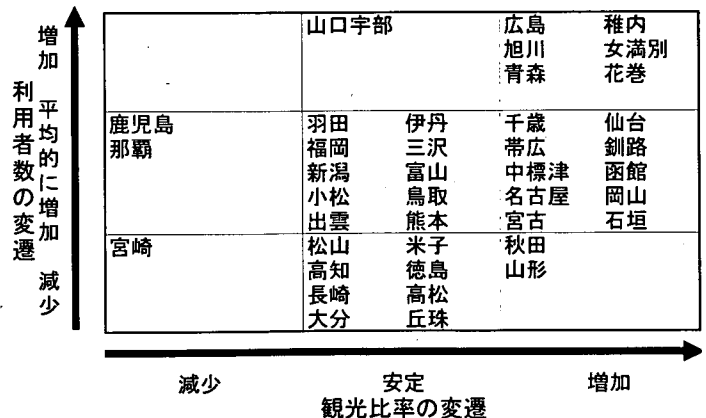 利用者数の変遷
増加
平均的に増加
減少
山口宇部
広島 稚内
旭川 女満別
青森 花巻
鹿児島
那覇
羽田 伊丹
福岡 三沢
新潟 富山
小松 鳥取
出雲 熊本
千歳 仙台
帯広 釧路
中標津 函館
名古屋 岡山
宮古 石垣
宮崎
松山 米子
高知 徳島
長崎 高松
大分 丘珠
秋田
山形
減少 安定 増加
観光比率の変遷